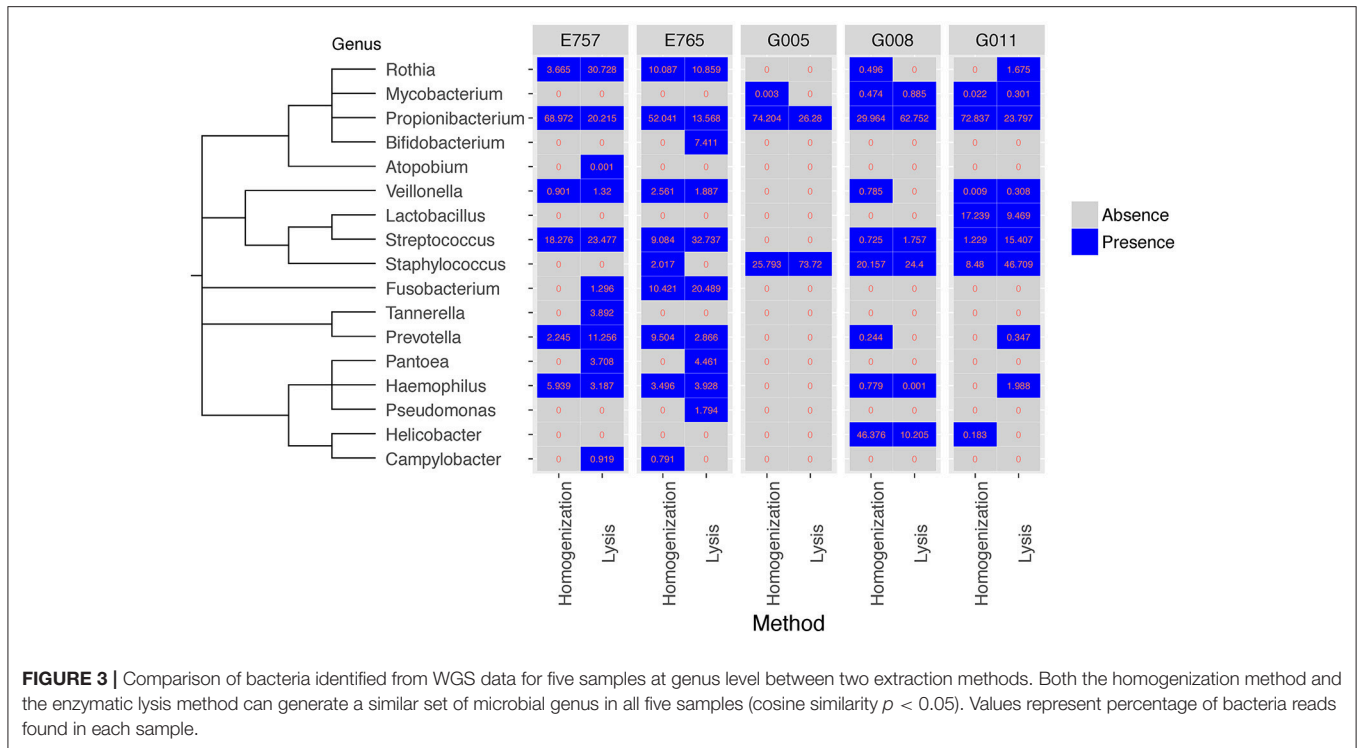 Genus
E757 E765 G005 G008 G011
Rothia 3.665 30.728 10.087 10.859 0 0 0.496 0 0 1.675
Mycobacterium 0 0 0 0 0.003 0 0.474 0.885 0.022 0.301
Propionibacterium 68.972 20.215 52.041 13.568 74.204 26.28 29.964 62.752 72.837 23.797
Bifidobacterium 0 0 0 7.411 0 0 0 0 0 0
Atopobium 0 0.001 0 0 0 0 0 0 0 0
Veillonella 0.901 1.32 2.561 1.887 0 0 0.785 0 0.009 0.308
Lactobacillus 0 0 0 0 0 0 0 0 17.239 9.469
Streptococcus 18.276 23.477 9.084 32.737 0 0 0.725 1.757 1.229 15.407
Staphylococcus 0 0 2.017 0 25.793 73.72 20.157 24.4 8.48 46.709
Fusobacterium 0 1.296 10.421 20.489 0 0 0 0 0 0
Tannerella 0 3.892 0 0 0 0 0 0 0 0
Prevotella 2.245 11.256 9.504 2.866 0 0 0.244 0 0 0.347
Pantoea 0 3.708 0 4.461 0 0 0 0 0 0
Haemophilus 5.939 3.187 3.496 3.928 0 0 0.779 0.001 0 1.988
Pseudomonas 0 0 0 1.794 0 0 0 0 0 0
Helicobacter 0 0 0 0 0 0 46.376 10.205 0.183 0
Campylobacter 0 0.919 0.791 0 0 0 0 0 0 0
Absence
Presence
Homogenization Lysis Homogenization Lysis Homogenization Lysis Homogenization Lysis Homogenization Lysis
Method
FIGURE 3 | Comparison of bacteria identified from WGS data for five samples at genus level between two extraction methods. Both the homogenization method and
the enzymatic lysis method can generate a similar set of microbial genus in all five samples (cosine similarity p < 0.05). Values represent percentage of bacteria reads
found in each sample.